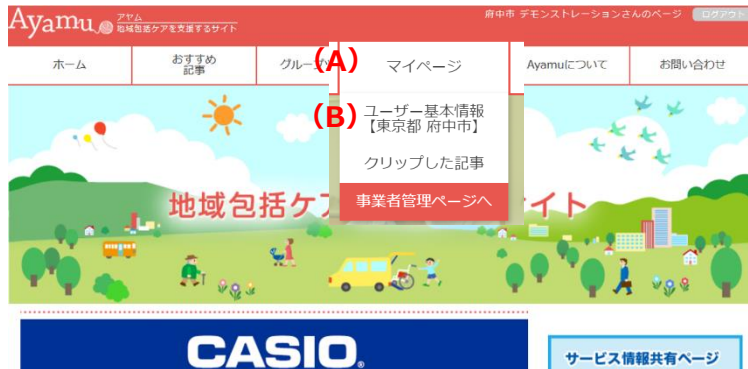 Ayamu アヤム
地域包括ケアを支援するサイト
府中市 デモンストレーションさんのページ ログアウト
ホーム
おすすめ
記事
グループ
(A) マイページ
Ayamuについて
お問い合わせ
(B) ユーザー基本情報
【東京都 府中市】
クリップした記事
事業者管理ページへ
地域包括ケア
イト
CASIO
サービス情報共有ページ